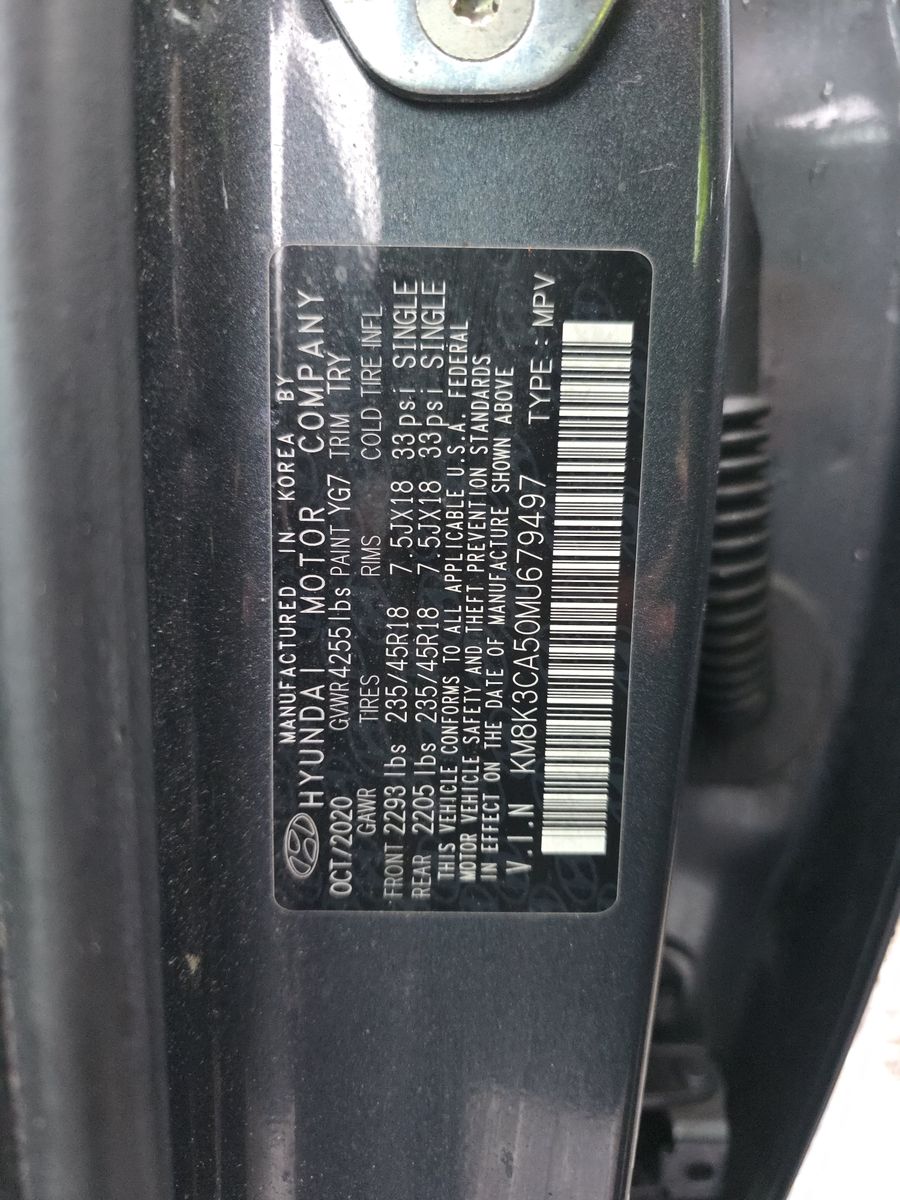 MANUFACTURED IN KOREA BY
HYUNDAI MOTOR COMPANY
OCT/2020 GVWR 4255 lbs PAINT YG7 TRIM TRY
GAWR TIRES RIMS COLD TIRE INFL
FRONT 2293 lbs 235/45R18 7.5JX18 33 psi SINGLE
REAR 2205 lbs 235/45R18 7.5JX18 33 psi SINGLE
THIS VEHICLE CONFORMS TO ALL APPLICABLE U.S.A. FEDERAL
MOTOR VEHICLE SAFETY AND THEFT PREVENTION STANDARDS
IN EFFECT ON THE DATE OF MANUFACTURE SHOWN ABOVE
V.I.N KM8K3CA50MU679497 TYPE : MPV